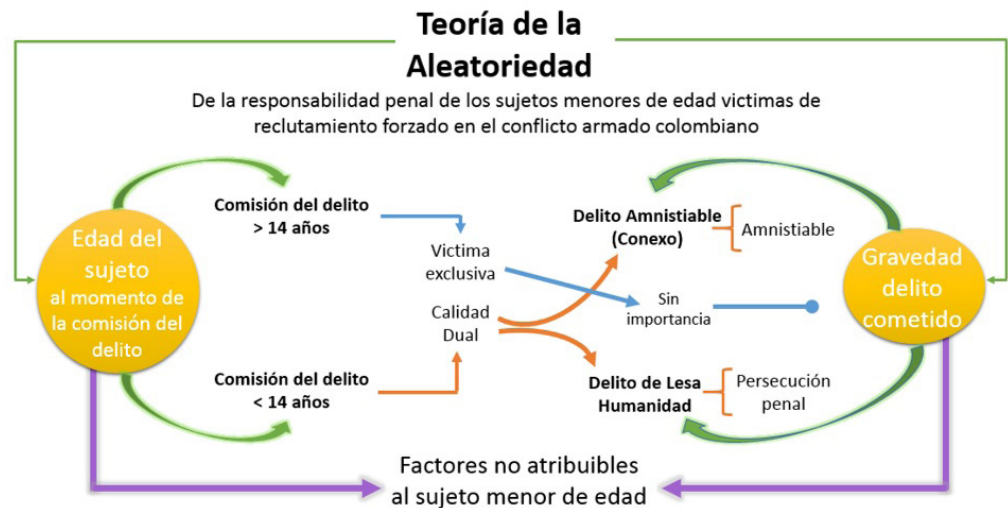 Teoría de la
Aleatoriedad
De la responsabilidad penal de los sujetos menores de edad victimas de
reclutamiento forzado en el conflicto armado colombiano
Edad del
sujeto
al momento de
la comisión del
delito
Comisión del delito
> 14 años
Victima
exclusiva
Calidad
Dual
Comisión del delito
< 14 años
Delito Amnistiable
(Conexo)
Amnistiable
Sin
importancia
Delito de Lesa
Humanidad
Persecución
penal
Gravedad
delito
cometido
Factores no atribuibles
al sujeto menor de edad